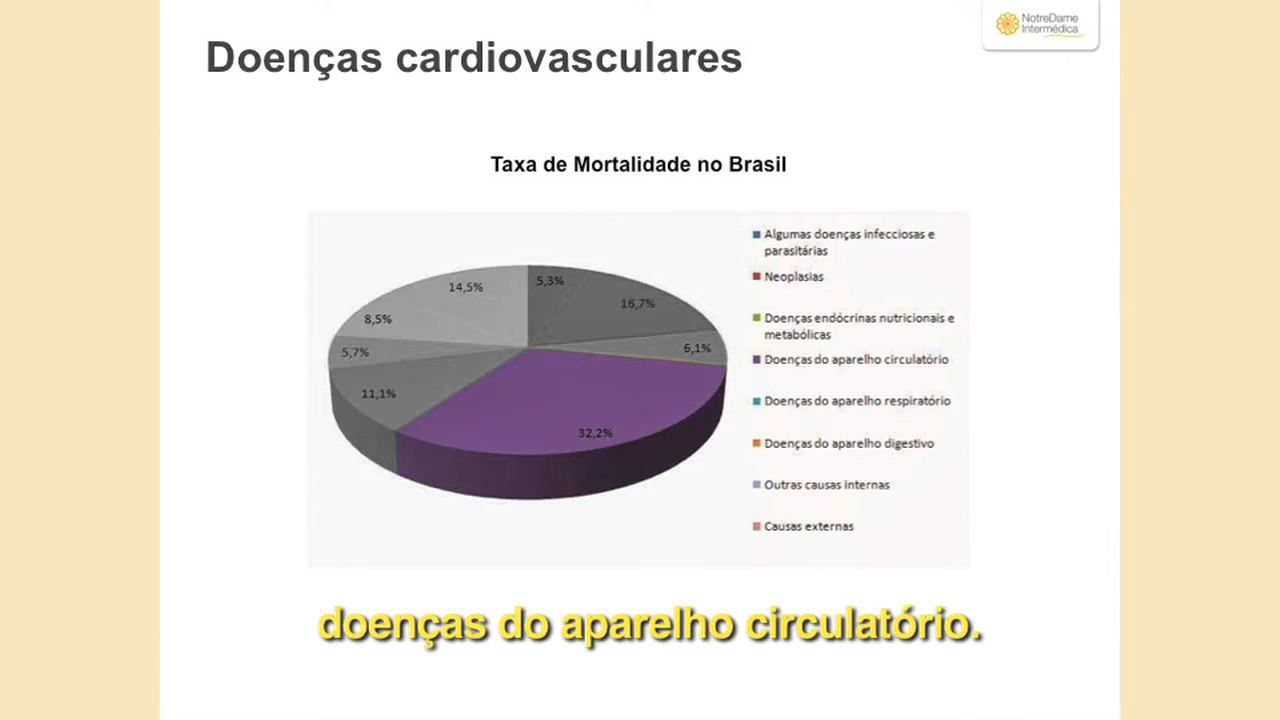 NotreDame
Intermédica
Doenças cardiovasculares
Taxa de Mortalidade no Brasil
14,5%
5,3%
16,7%
8,5%
5,7%
6,1%
11,1%
32,2%
Algumas doenças infecciosas e
parasitárias
Neoplasias
Doenças endócrinas nutricionais e
metabólicas
Doenças do aparelho circulatório
Doenças do aparelho respiratório
Doenças do aparelho digestivo
Outras causas internas
Causas externas
doenças do aparelho circulatório.